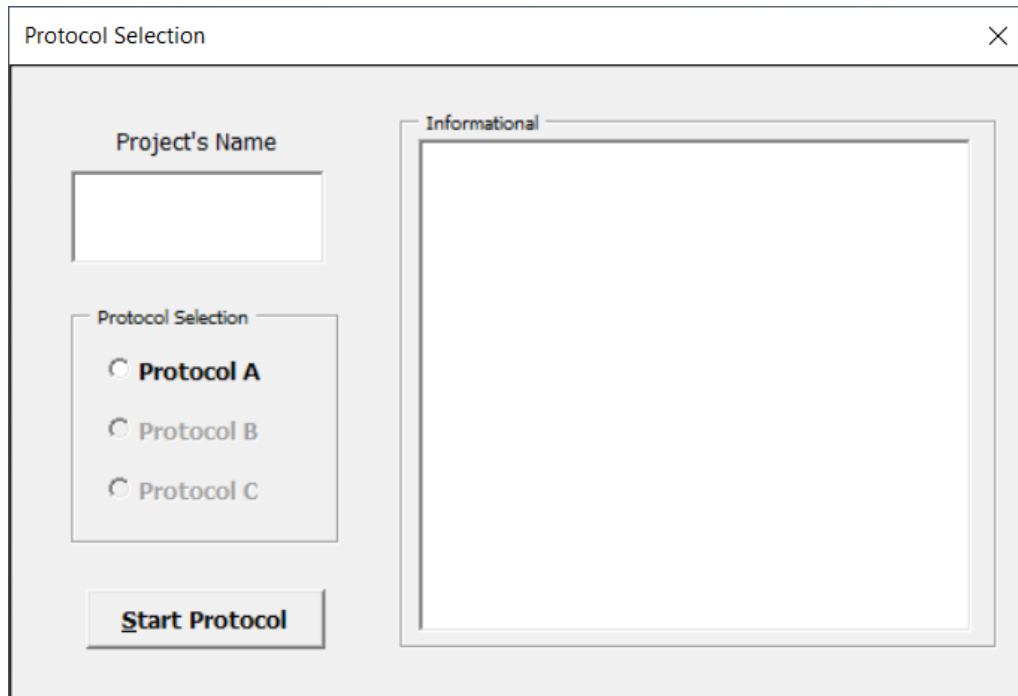 Protocol Selection
Project's Name
Informational
Protocol Selection
Protocol A
Protocol B
Protocol C
Start Protocol